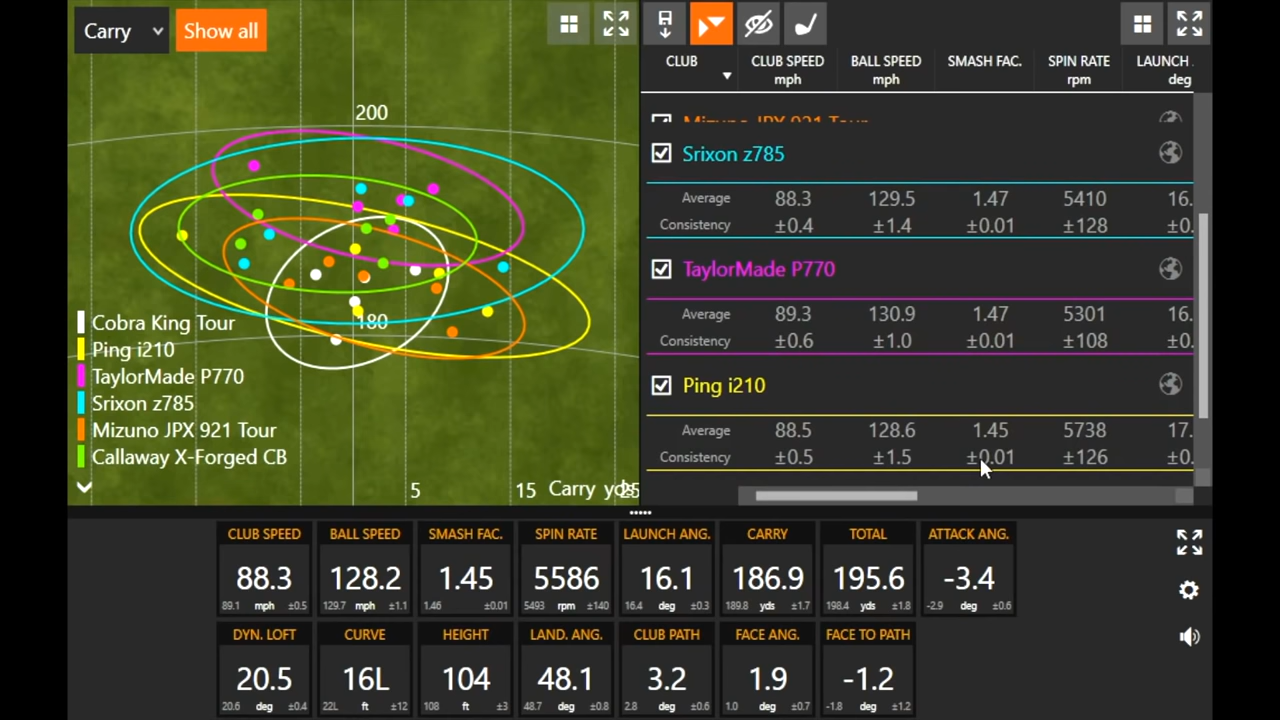 Carry
Show all
200
180
Cobra King Tour
Ping i210
TaylorMade P770
Srixon z785
Mizuno JPX 921 Tour
Callaway X-Forged CB
5
15
Carry yds
25
CLUB CLUB SPEED BALL SPEED SMASH FAC. SPIN RATE LAUNCH
mph mph rpm deg
Mizuno JPX 921 Tour
Srixon z785
Average 88.3 129.5 1.47 5410 16.
Consistency ±0.4 ±1.4 ±0.01 ±128 ±0.
TaylorMade P770
Average 89.3 130.9 1.47 5301 16.
Consistency ±0.6 ±1.0 ±0.01 ±108 ±0.
Ping i210
Average 88.5 128.6 1.45 5738 17.
Consistency ±0.5 ±1.5 ±0.01 ±126 ±0.
CLUB SPEED BALL SPEED SMASH FAC. SPIN RATE LAUNCH ANG. CARRY TOTAL ATTACK ANG.
88.3 128.2 1.45 5586 16.1 186.9 195.6 -3.4
89.1 mph ±0.5 129.7 mph ±1.1 1.46 ±0.01 5493 rpm ±140 16.4 deg ±0.3 189.8 yds ±1.7 198.4 yds ±1.8 -2.9 deg ±0.6
DYN. LOFT CURVE HEIGHT LAND. ANG. CLUB PATH FACE ANG. FACE TO PATH
20.5 16L 104 48.1 3.2 1.9 -1.2
20.6 deg ±0.4 22L ft ±12 108 ft ±3 48.7 deg ±0.8 2.8 deg ±0.6 1.0 deg ±0.7 -1.8 deg ±1.2